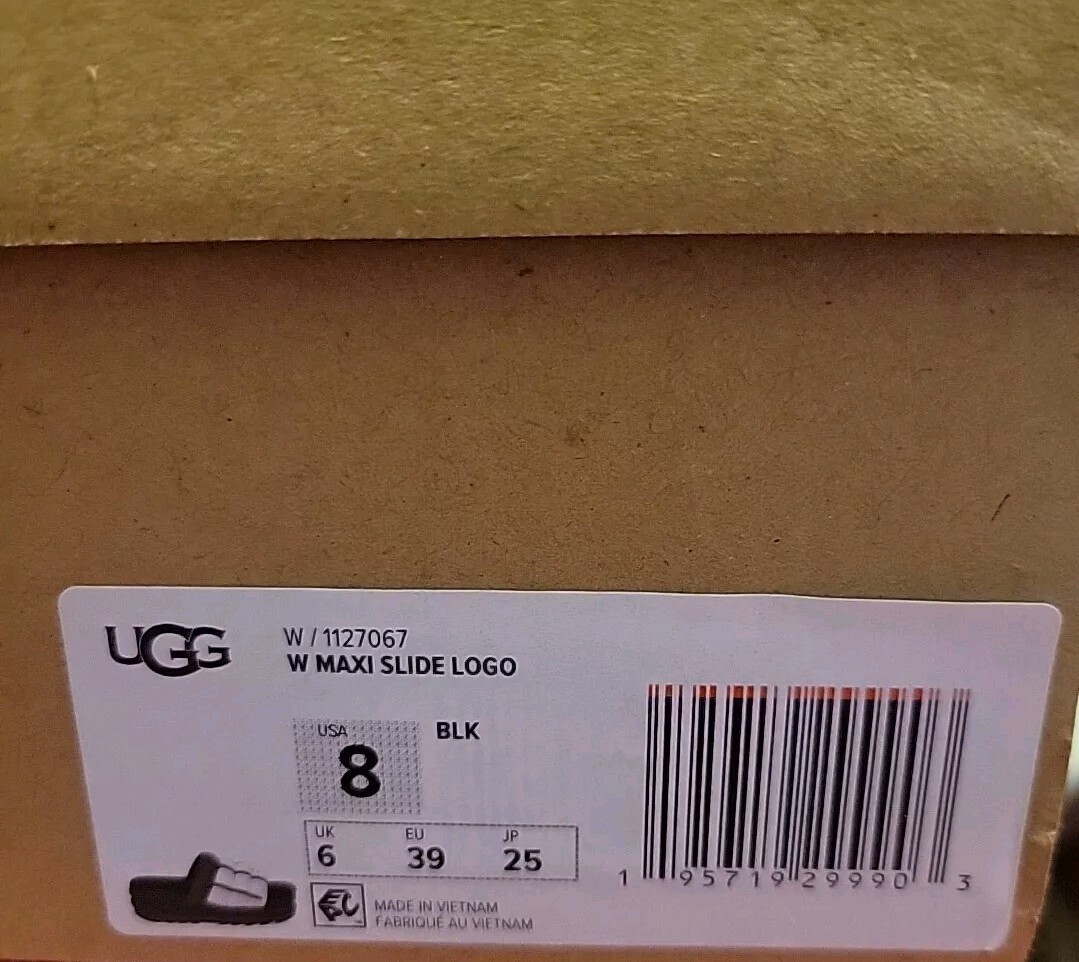 UGG
W / 1127067
W MAXI SLIDE LOGO
USA
8
BLK
UK EU JP
6 39 25
MADE IN VIETNAM
FABRIQUÉ AU VIETNAM
1 95719 29990 3